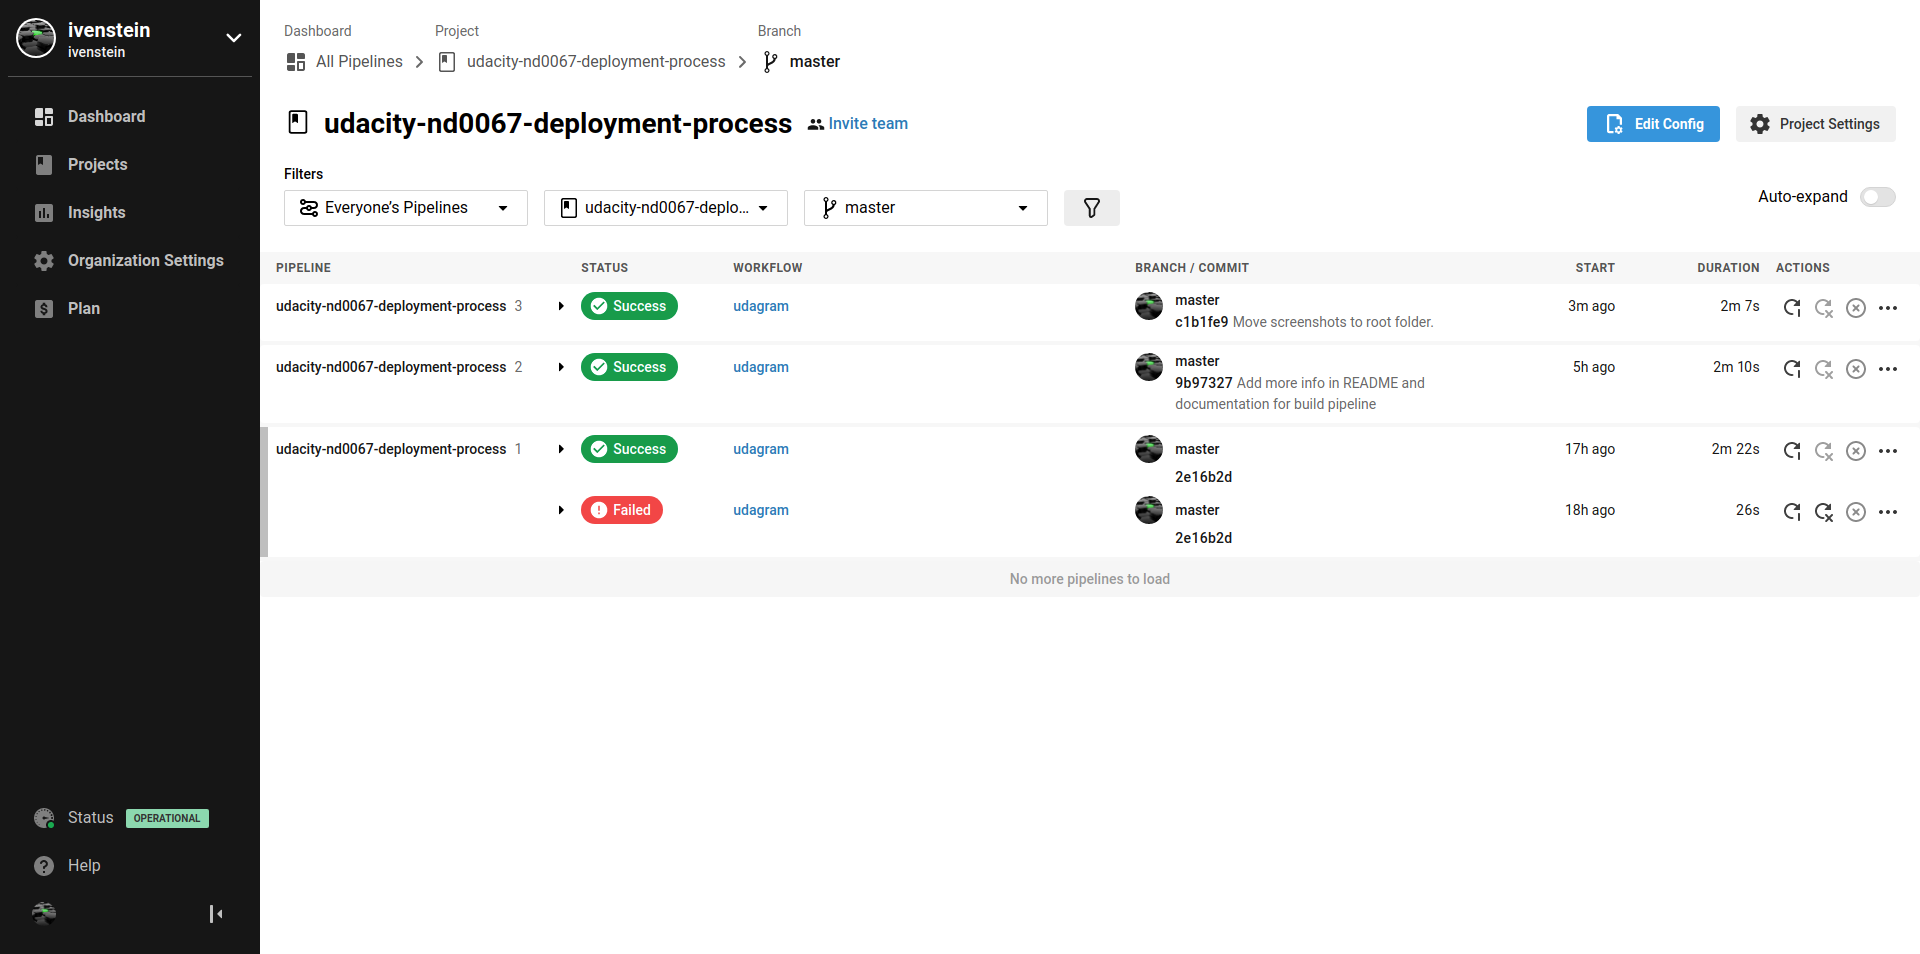 ivenstein
ivenstein
Dashboard
Projects
Insights
Organization Settings
Plan
Status OPERATIONAL
Help
Dashboard Project Branch
All Pipelines udacity-nd0067-deployment-process master
udacity-nd0067-deployment-process Invite team Edit Config Project Settings
Filters
Everyone’s Pipelines udacity-nd0067-deplo... master Auto-expand
PIPELINE STATUS WORKFLOW BRANCH / COMMIT START DURATION ACTIONS
udacity-nd0067-deployment-process 3 Success udagram master 3m ago 2m 7s
c1b1fe9 Move screenshots to root folder.
udacity-nd0067-deployment-process 2 Success udagram master 5h ago 2m 10s
9b97327 Add more info in README and
documentation for build pipeline
udacity-nd0067-deployment-process 1 Success udagram master 17h ago 2m 22s
2e16b2d
Failed udagram master 18h ago 26s
2e16b2d
No more pipelines to load